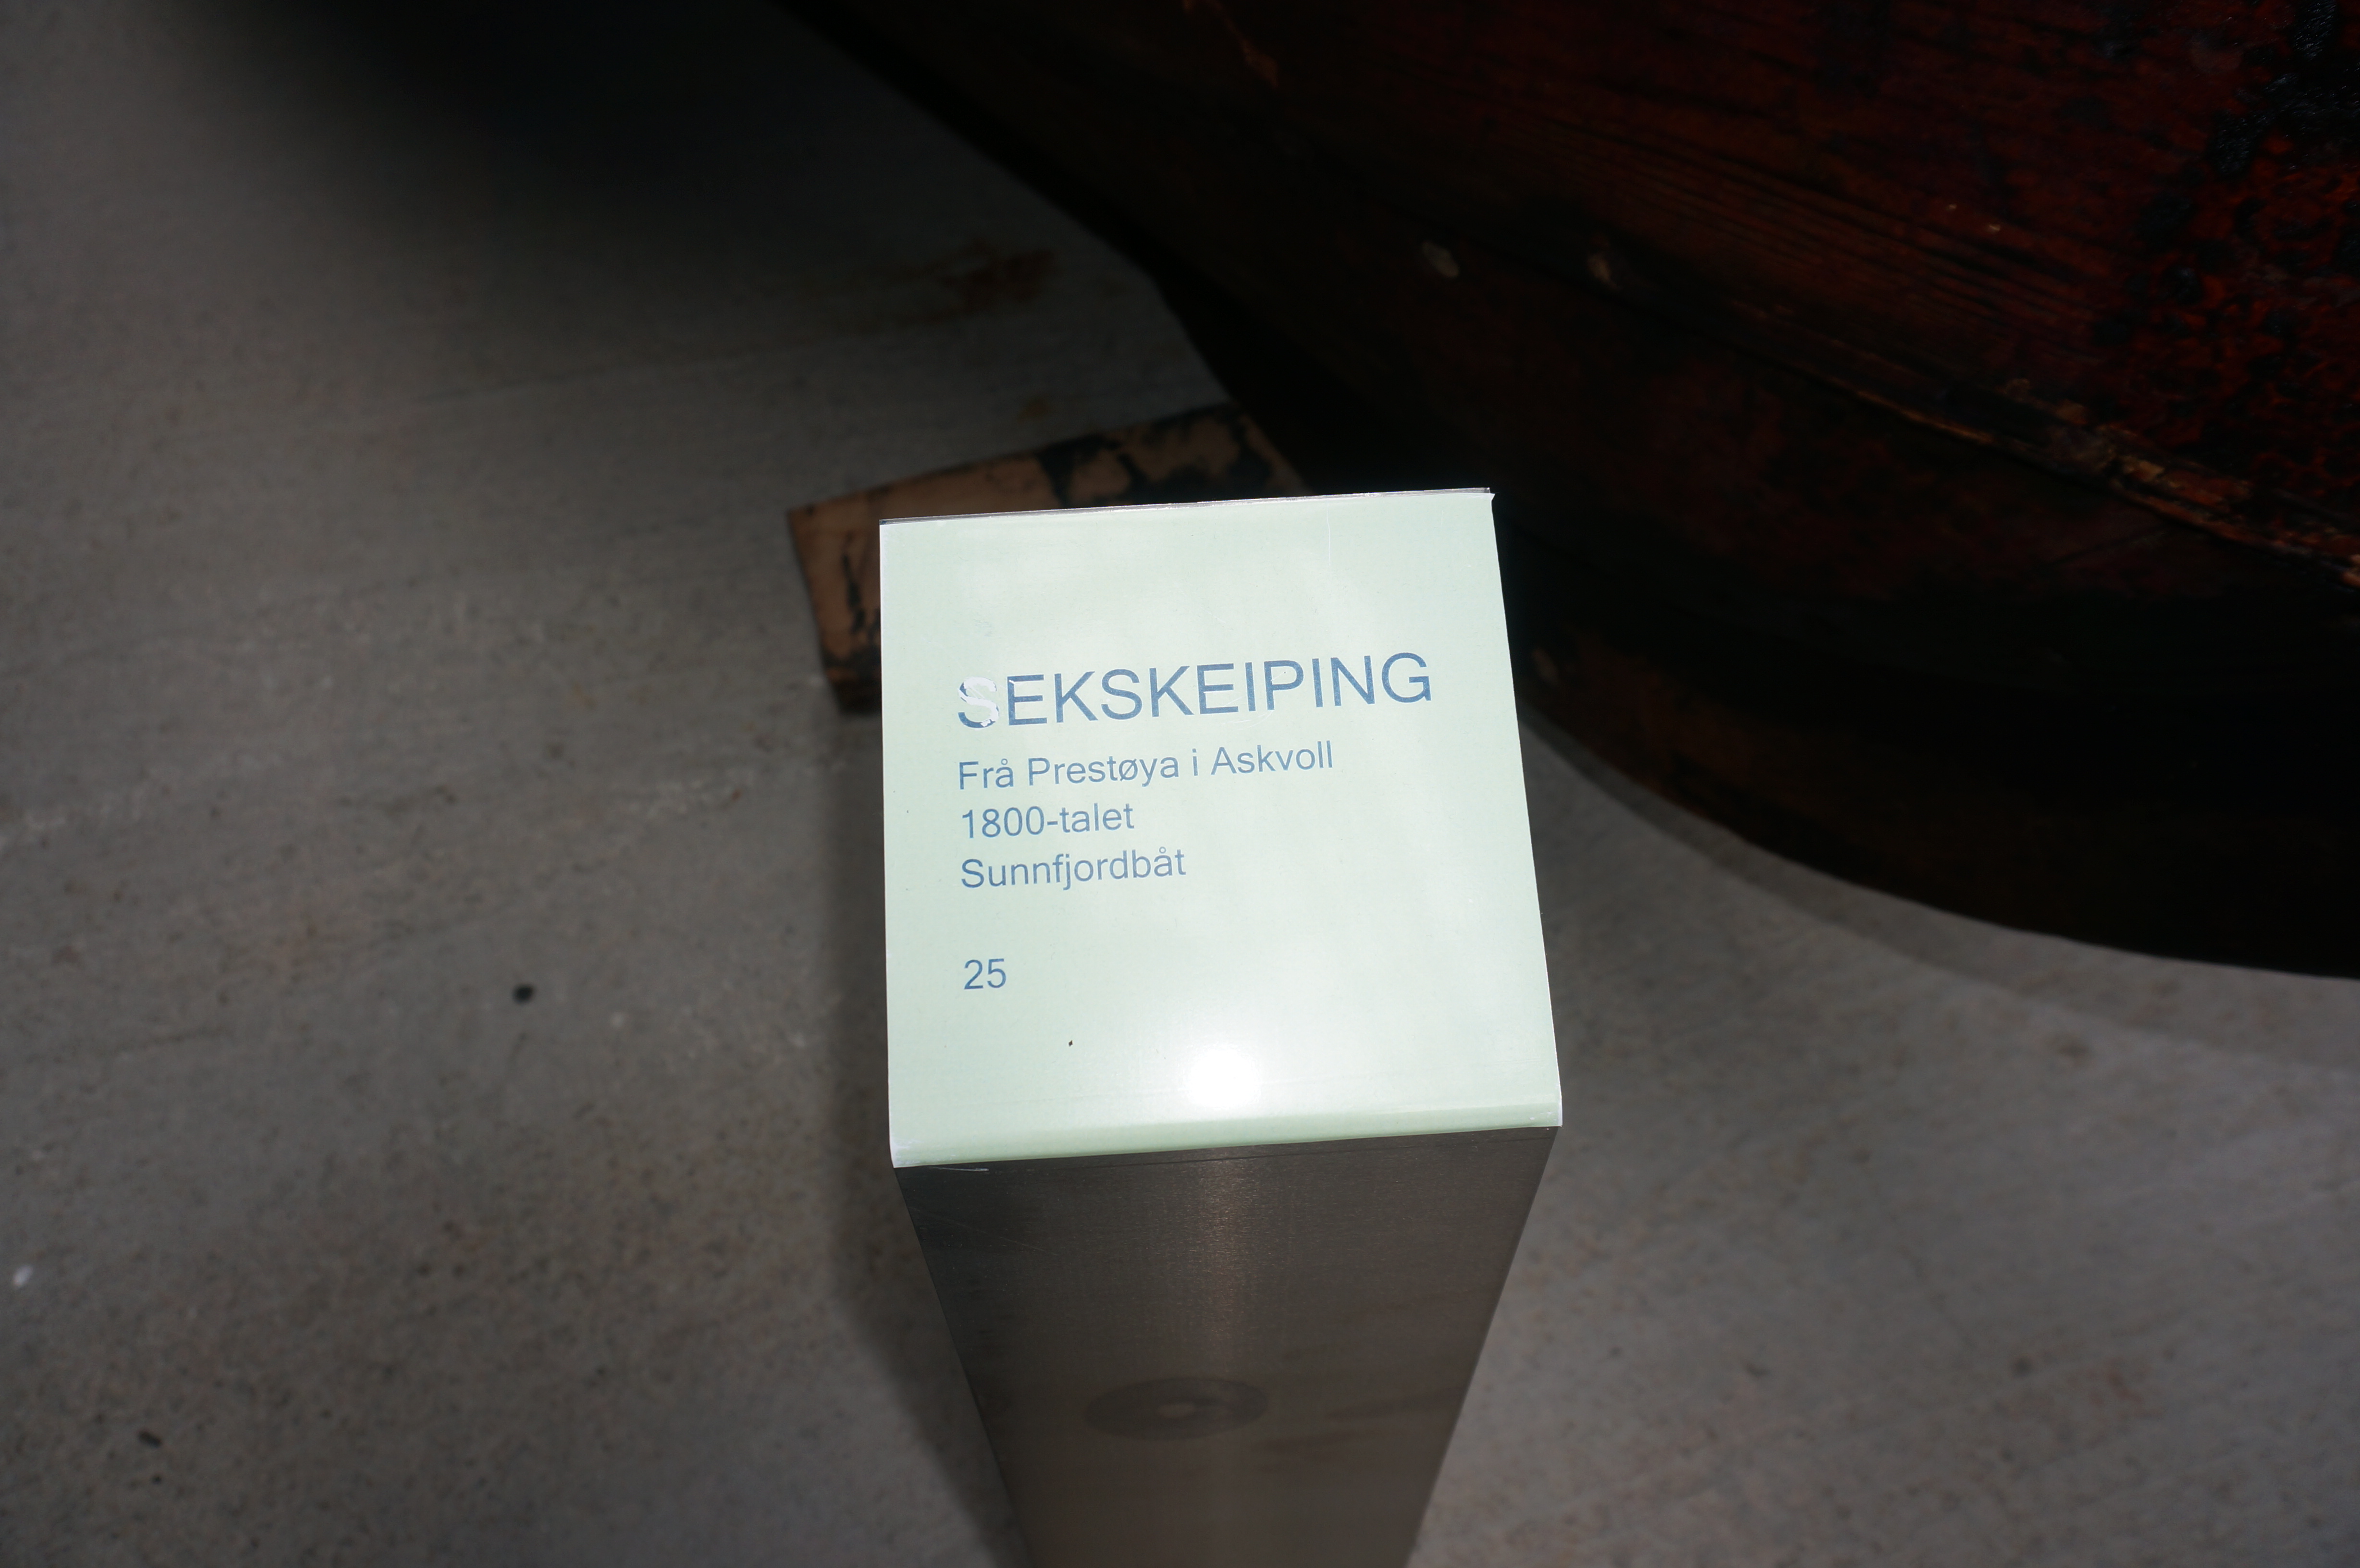 SEKSKEIPING
Frå Prestøya i Askvoll
1800-talet
Sunnfjordbåt
25